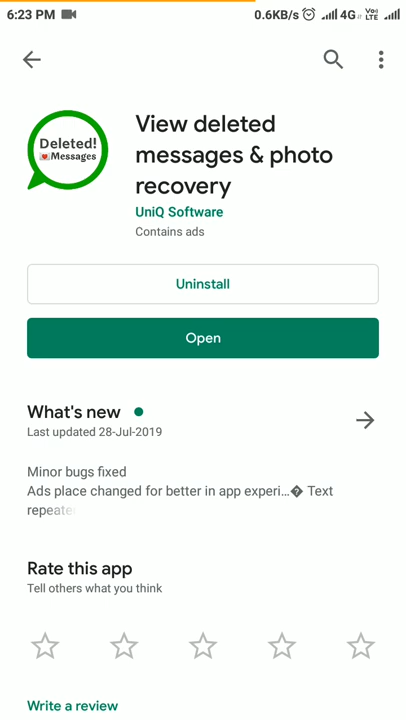 6:23 PM 0.6KB/s 4G Vo) LTE
Deleted!
Messages
View deleted
messages & photo
recovery
UniQ Software
Contains ads
Uninstall
Open
What's new
Last updated 28-Jul-2019
Minor bugs fixed
Ads place changed for better in app experi...� Text
repeate
Rate this app
Tell others what you think
Write a review